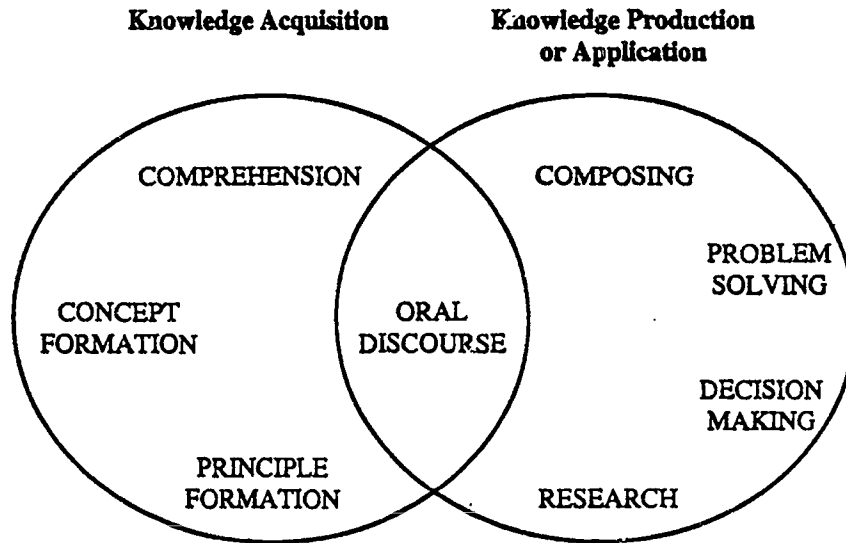 Knowledge Acquisition
Knowledge Production
or Application
COMPREHENSION
COMPOSING
PROBLEM
SOLVING
CONCEPT
FORMATION
ORAL
DISCOURSE
DECISION
MAKING
PRINCIPLE
FORMATION
RESEARCH